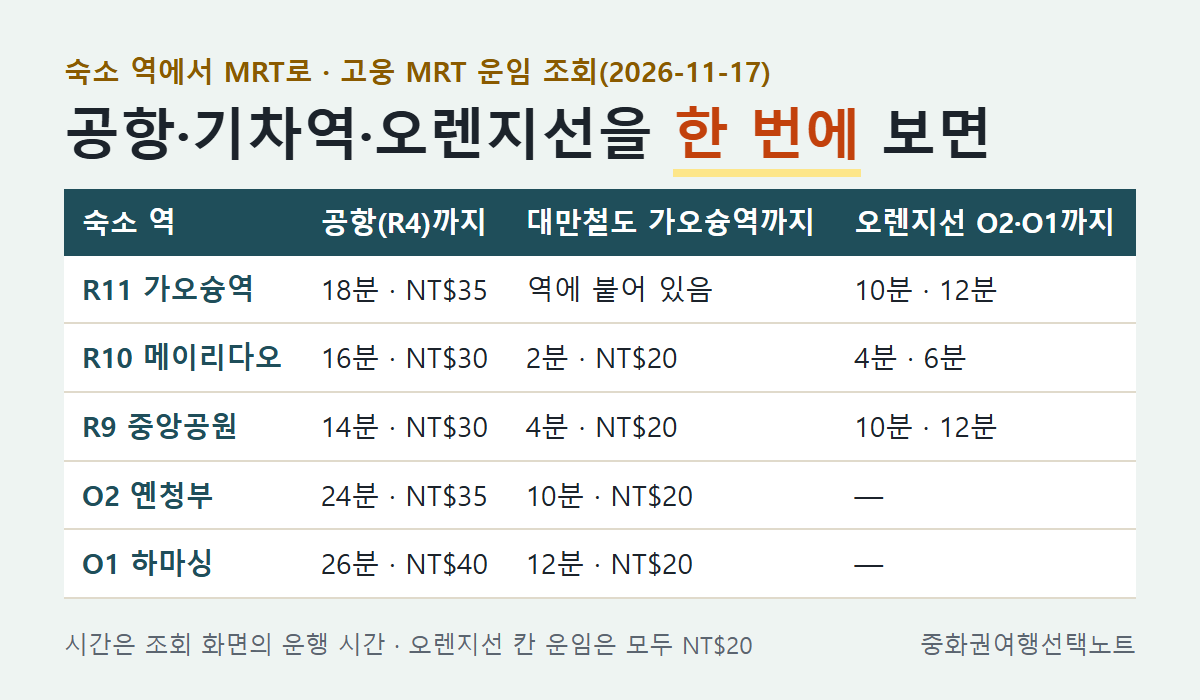 숙소 역에서 MRT로 · 고웅 MRT 운임 조회(2026-11-17)
공항·기차역·오렌지선을 한 번에 보면
숙소 역 공항(R4)까지 대만철도 가오슝역까지 오렌지선 O2·O1까지
R11 가오슝역 18분 · NT$35 역에 붙어 있음 10분 · 12분
R10 메이리다오 16분 · NT$30 2분 · NT$20 4분 · 6분
R9 중앙공원 14분 · NT$30 4분 · NT$20 10분 · 12분
O2 옌청부 24분 · NT$35 10분 · NT$20 —
O1 하마싱 26분 · NT$40 12분 · NT$20 —
시간은 조회 화면의 운행 시간 · 오렌지선 칸 운임은 모두 NT$20 중화권여행선택노트